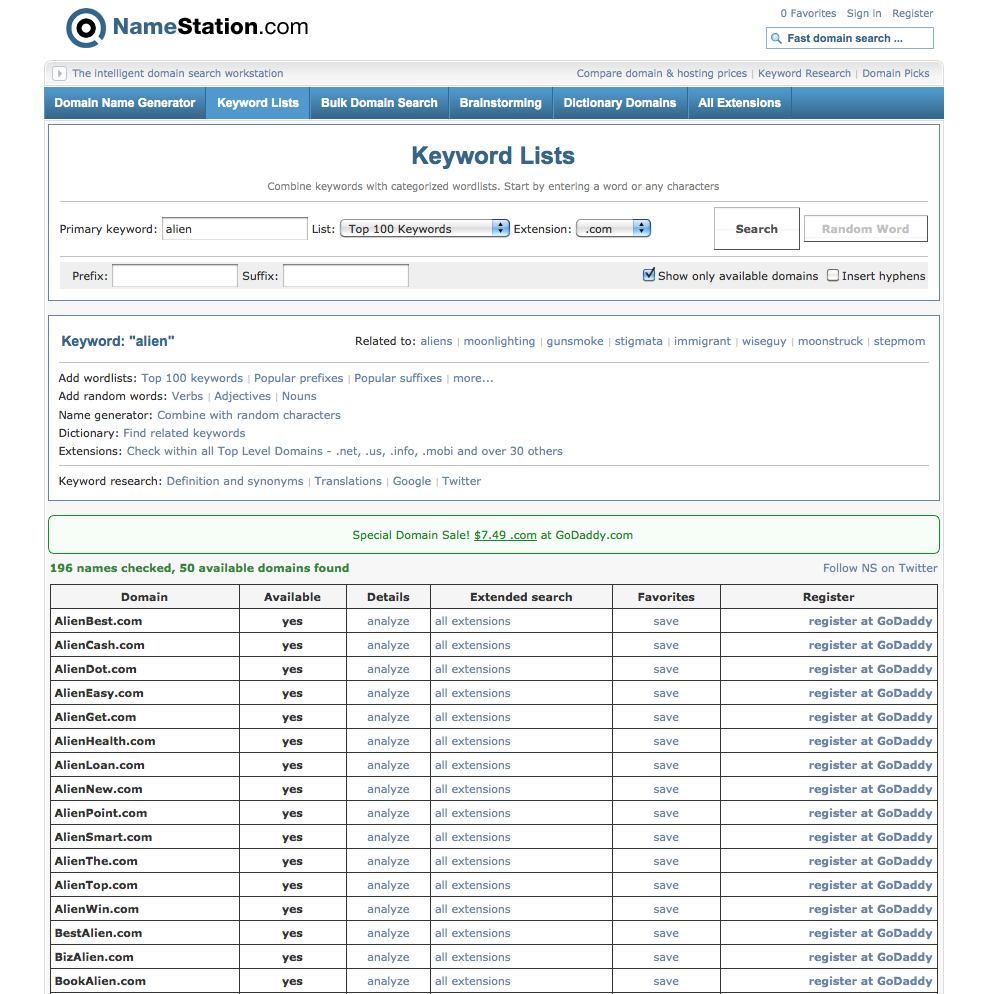 NameStation.com
0 Favorites Sign in Register
Fast domain search ...
The intelligent domain search workstation
Compare domain & hosting prices | Keyword Research | Domain Picks
Domain Name Generator Keyword Lists Bulk Domain Search Brainstorming Dictionary Domains All Extensions
Keyword Lists
Combine keywords with categorized wordlists. Start by entering a word or any characters
Primary keyword: alien List: Top 100 Keywords Extension: .com Search Random Word
Prefix: Suffix: Show only available domains Insert hyphens
Keyword: "alien"
Related to: aliens | moonlighting | gunsmoke | stigmata | immigrant | wiseguy | moonstruck | stepmom
Add wordlists: Top 100 keywords | Popular prefixes | Popular suffixes | more...
Add random words: Verbs | Adjectives | Nouns
Name generator: Combine with random characters
Dictionary: Find related keywords
Extensions: Check within all Top Level Domains - .net, .us, .info, .mobi and over 30 others
Keyword research: Definition and synonyms | Translations | Google | Twitter
Special Domain Sale! $7.49 .com at GoDaddy.com
196 names checked, 50 available domains found
Follow NS on Twitter
Domain Available Details Extended search Favorites Register
AlienBest.com yes analyze all extensions save register at GoDaddy
AlienCash.com yes analyze all extensions save register at GoDaddy
AlienDot.com yes analyze all extensions save register at GoDaddy
AlienEasy.com yes analyze all extensions save register at GoDaddy
AlienGet.com yes analyze all extensions save register at GoDaddy
AlienHealth.com yes analyze all extensions save register at GoDaddy
AlienLoan.com yes analyze all extensions save register at GoDaddy
AlienNew.com yes analyze all extensions save register at GoDaddy
AlienPoint.com yes analyze all extensions save register at GoDaddy
AlienSmart.com yes analyze all extensions save register at GoDaddy
AlienThe.com yes analyze all extensions save register at GoDaddy
AlienTop.com yes analyze all extensions save register at GoDaddy
AlienWin.com yes analyze all extensions save register at GoDaddy
BestAlien.com yes analyze all extensions save register at GoDaddy
BizAlien.com yes analyze all extensions save register at GoDaddy
BookAlien.com yes analyze all extensions save register at GoDaddy